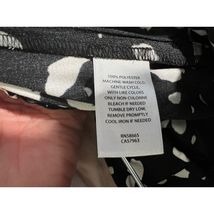 100% POLYESTER
MACHINE WASH COLD
GENTLE CYCLE
WITH LIKE COLORS
ONLY NON-CHLORINE
BLEACH IF NEEDED
TUMBLE DRY LOW
REMOVE PROMPTLY
COOL IRON IF NEEDED
RN58665
CA57963